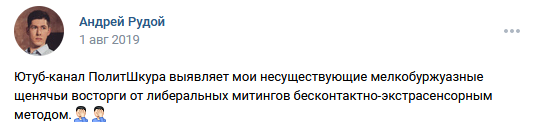 Андрей Рудой
1 авг 2019
Ютуб-канал ПолитШкура выявляет мои несуществующие мелкобуржуазные
щенячьи восторги от либеральных митингов бесконтактно-экстрасенсорным
методом.🤦🏻‍♂️🤦🏻‍♂️